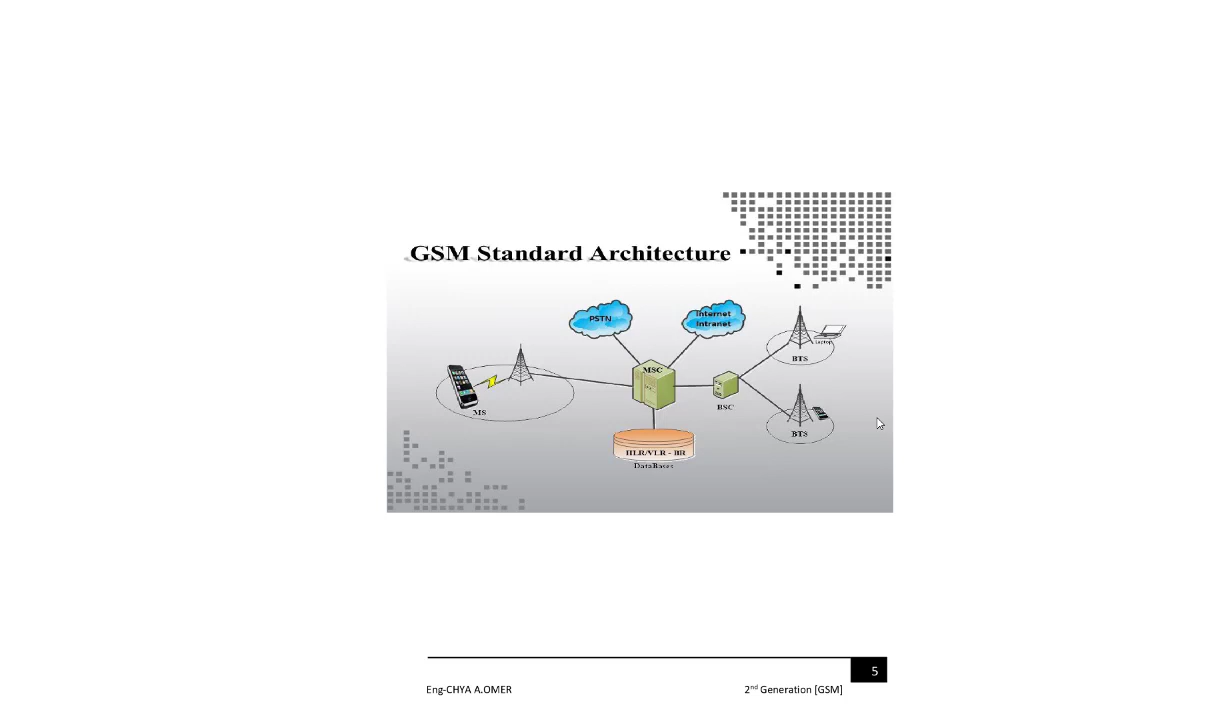 GSM Standard Architecture
PSTN
Internet
Intranet
Laptop
BTS
MSC
MS
BSC
BTS
HLR/VLR - BR
DataBases
5
Eng-CHYA A.OMER 2nd Generation [GSM]